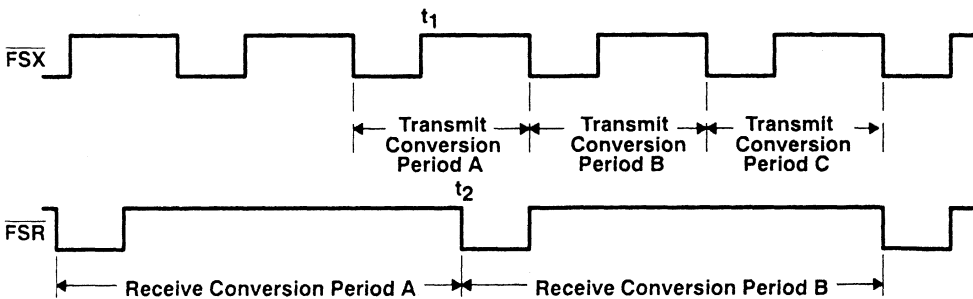 t1
FSX
Transmit
Conversion
Period A
Transmit
Conversion
Period B
Transmit
Conversion
Period C
t2
FSR
Receive Conversion Period A
Receive Conversion Period B